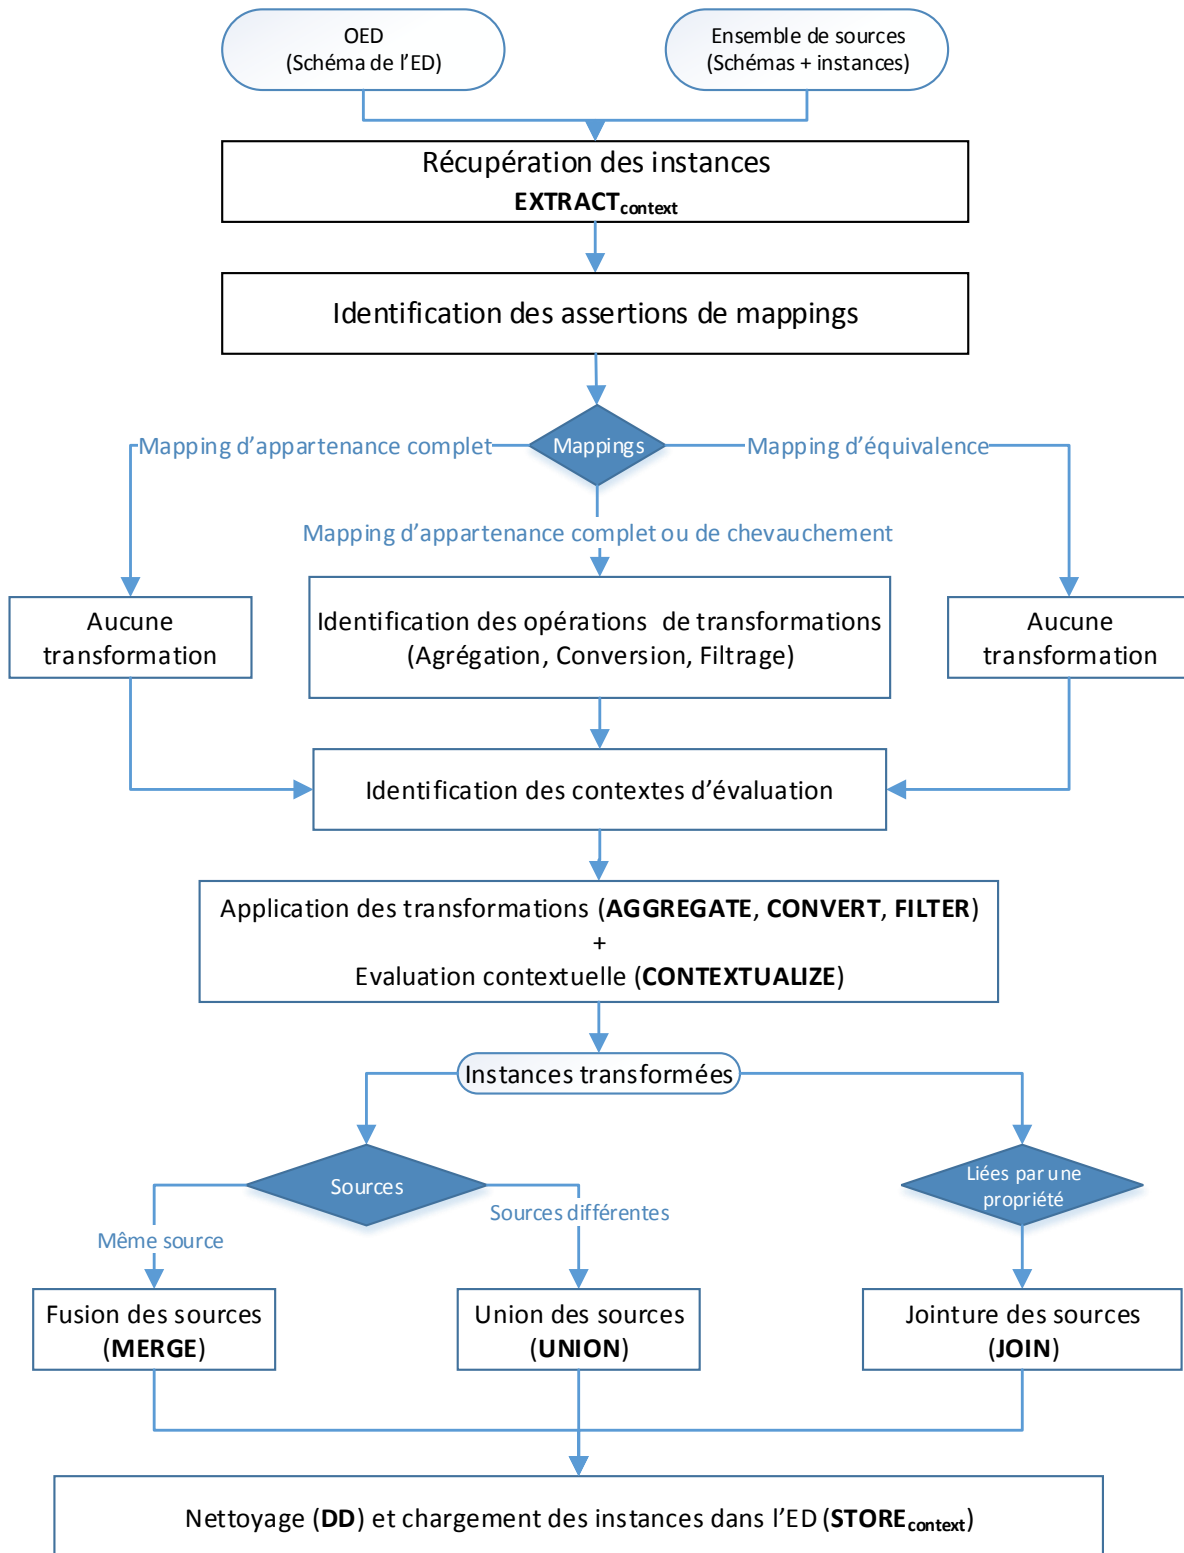 OED
(Schéma de l'ED)
Ensemble de sources
(Schémas + instances)
Récupération des instances
EXTRACTcontext
Identification des assertions de mappings
Mapping d'appartenance complet
Mappings
Mapping d'équivalence
Mapping d'appartenance complet ou de chevauchement
Aucune
transformation
Identification des opérations de transformations
(Agrégation, Conversion, Filtrage)
Aucune
transformation
Identification des contextes d'évaluation
Application des transformations (AGGREGATE, CONVERT, FILTER)
+
Evaluation contextuelle (CONTEXTUALIZE)
Instances transformées
Sources
Liées par une
propriété
Même source
Sources différentes
Fusion des sources
(MERGE)
Union des sources
(UNION)
Jointure des sources
(JOIN)
Nettoyage (DD) et chargement des instances dans l'ED (STOREcontext)